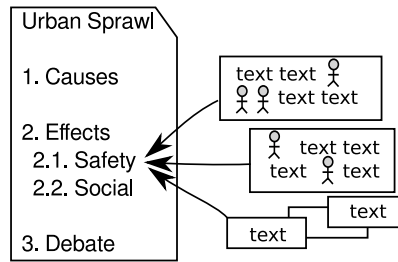 Urban Sprawl
1. Causes
2. Effects
2.1. Safety
2.2. Social
3. Debate
text text
text text
text text
text text
text
text